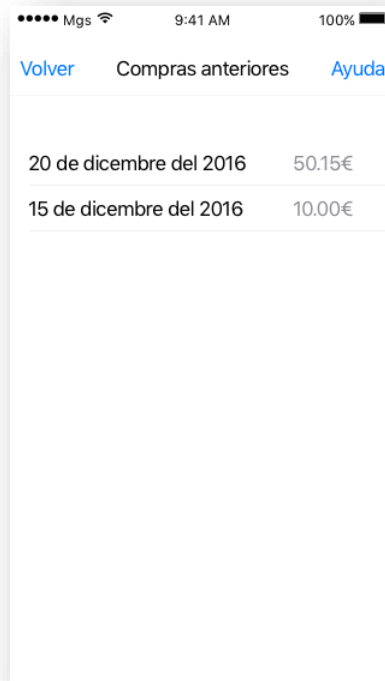 Mgs 9:41 AM 100%
Volver Compras anteriores Ayuda
20 de dicembre del 2016 50.15€
15 de dicembre del 2016 10.00€